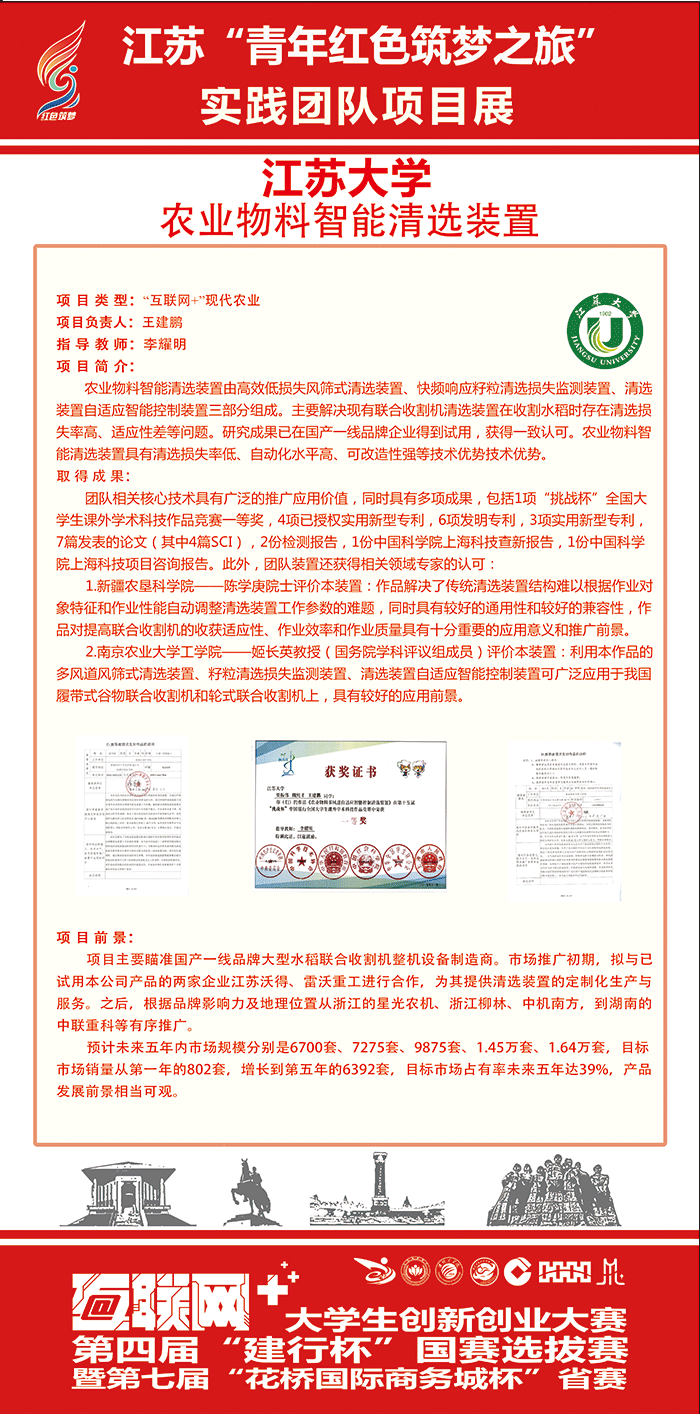 江苏“青年红色筑梦之旅”
红色筑梦
实践团队项目展
江苏大学
农业物料智能清选装置
项目类型：“互联网+”现代农业
项目负责人：王建鹏
指导教师：李耀明
江苏大学
1902
JIANGSU UNIVERSITY
项目简介：
农业物料智能清选装置由高效低损失风筛式清选装置、快频响应籽粒清选损失监测装置、清选
装置自适应智能控制装置三部分组成。主要解决现有联合收割机清选装置在收割水稻时存在清选损
失率高、适应性差等问题。研究成果已在国产一线品牌企业得到试用，获得一致认可。农业物料智
能清选装置具有清选损失率低、自动化水平高、可改造性强等技术优势技术优势。
取得成果：
团队相关核心技术具有广泛的推广应用价值，同时具有多项成果，包括1项“挑战杯”全国大
学生课外学术科技作品竞赛一等奖，4项已授权实用新型专利，6项发明专利，3项实用新型专利，
7篇发表的论文（其中4篇SCI），2份检测报告，1份中国科学院上海科技查新报告，1份中国科学
院上海科技项目咨询报告。此外，团队装置还获得相关领域专家的认可：
1.新疆农垦科学院——陈学庚院士评价本装置：作品解决了传统清选装置结构难以根据作业对
象特征和作业性能自动调整清选装置工作参数的难题，同时具有较好的通用性和较好的兼容性，作
品对提高联合收割机的收获适应性、作业效率和作业质量具有十分重要的应用意义和推广前景。
2.南京农业大学工学院——姬长英教授（国务院学科评议组成员）评价本装置：利用本作品的
多风道风筛式清选装置、籽粒清选损失监测装置、清选装置自适应智能控制装置可广泛应用于我国
履带式谷物联合收割机和轮式联合收割机上，具有较好的应用前景。
获奖证书
江苏大学
一等奖
项目前景：
项目主要瞄准国产一线品牌大型水稻联合收割机整机设备制造商。市场推广初期，拟与已
试用本公司产品的两家企业江苏沃得、雷沃重工进行合作，为其提供清选装置的定制化生产与
服务。之后，根据品牌影响力及地理位置从浙江的星光农机、浙江柳林、中机南方，到湖南的
中联重科等有序推广。
预计未来五年内市场规模分别是6700套、7275套、9875套、1.45万套、1.64万套，目标
市场销量从第一年的802套，增长到第五年的6392套，目标市场占有率未来五年达39%，产品
发展前景相当可观。
互联网+
大学生创新创业大赛
第四届“建行杯”国赛选拔赛
暨第七届“花桥国际商务城杯”省赛